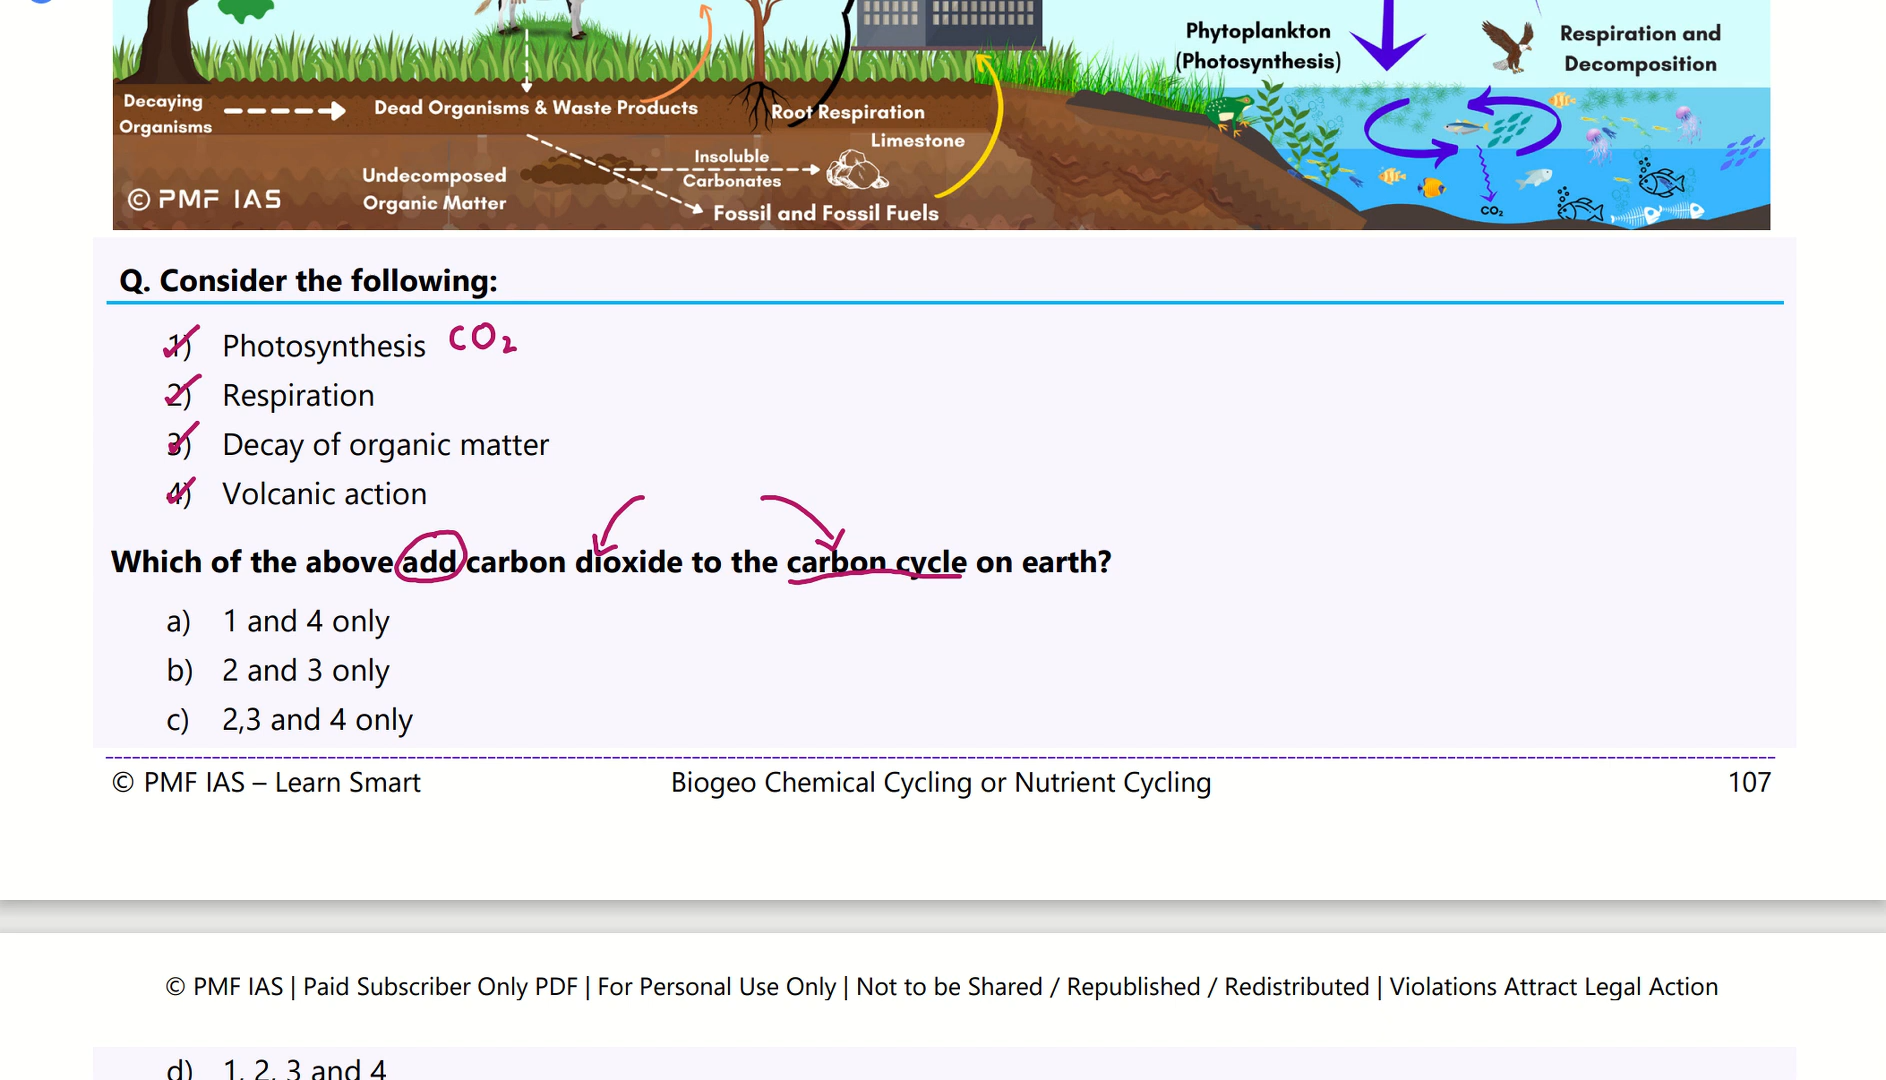 Phytoplankton
(Photosynthesis)
Respiration and
Decomposition
Decaying
Organisms
Dead Organisms & Waste Products
Root Respiration
Limestone
Insoluble
Carbonates
Undecomposed
Organic Matter
© PMF IAS
Fossil and Fossil Fuels
CO₂
Q. Consider the following:
1) Photosynthesis CO₂
2) Respiration
3) Decay of organic matter
4) Volcanic action
Which of the above add carbon dioxide to the carbon cycle on earth?
a) 1 and 4 only
b) 2 and 3 only
c) 2,3 and 4 only
© PMF IAS – Learn Smart Biogeo Chemical Cycling or Nutrient Cycling 107
© PMF IAS | Paid Subscriber Only PDF | For Personal Use Only | Not to be Shared / Republished / Redistributed | Violations Attract Legal Action
d) 1, 2, 3 and 4